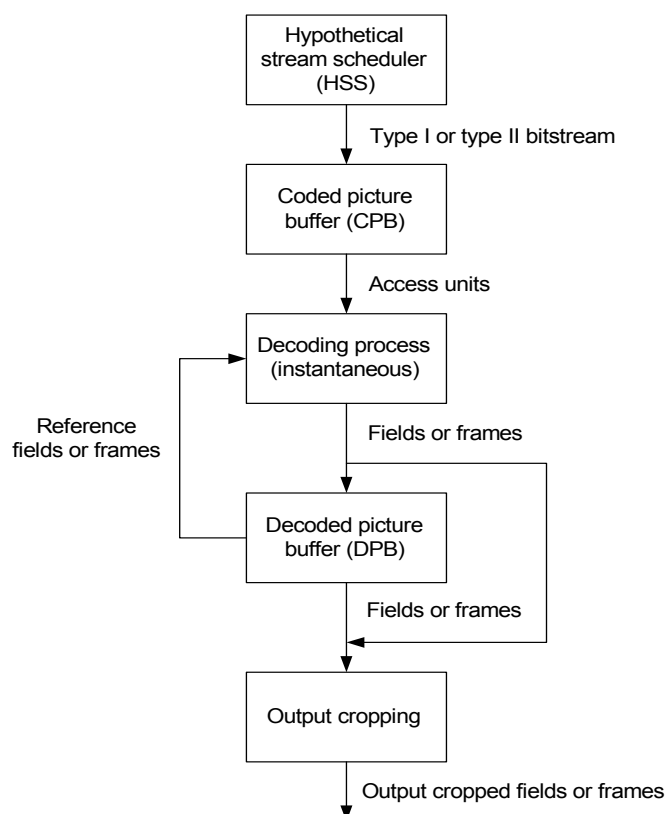 Hypothetical
stream scheduler
(HSS)
Type I or type II bitstream
Coded picture
buffer (CPB)
Access units
Decoding process
(instantaneous)
Reference
fields or frames
Fields or frames
Decoded picture
buffer (DPB)
Fields or frames
Output cropping
Output cropped fields or frames